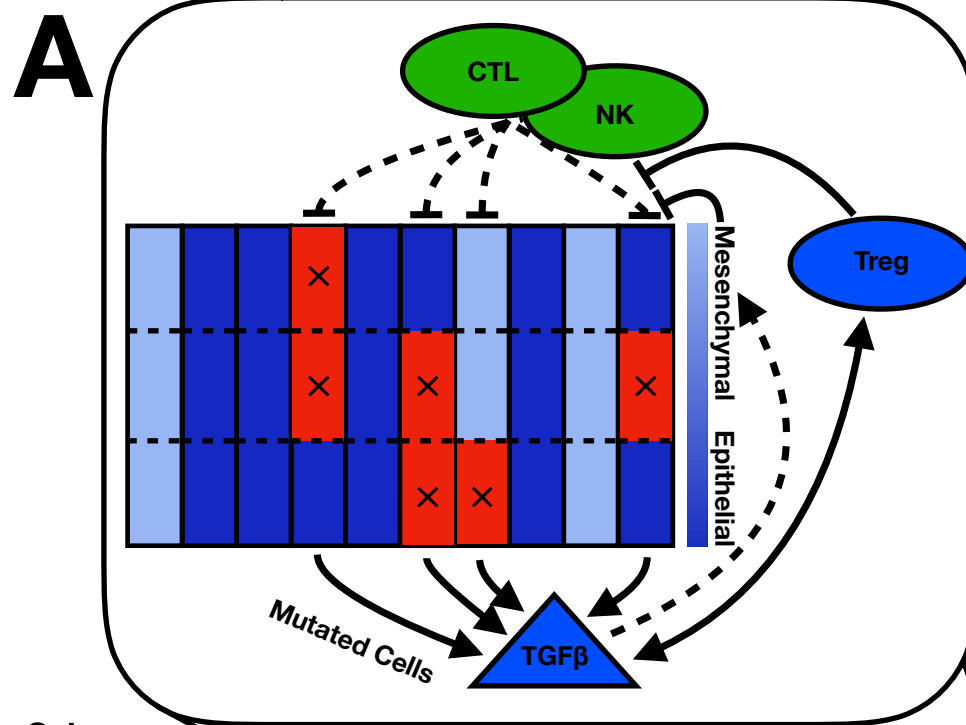 A
CTL
NK
Treg
Mesenchymal
Epithelial
Mutated Cells
TGFβ